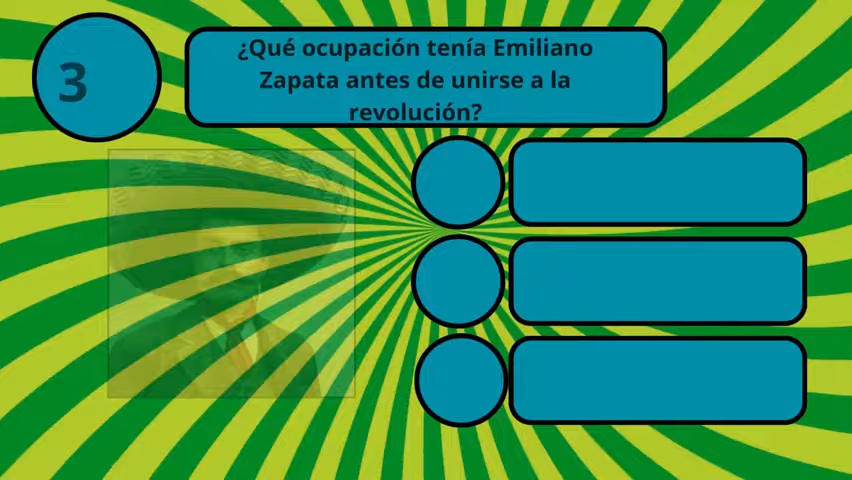 3
¿Qué ocupación tenía Emiliano
Zapata antes de unirse a la
revolución?